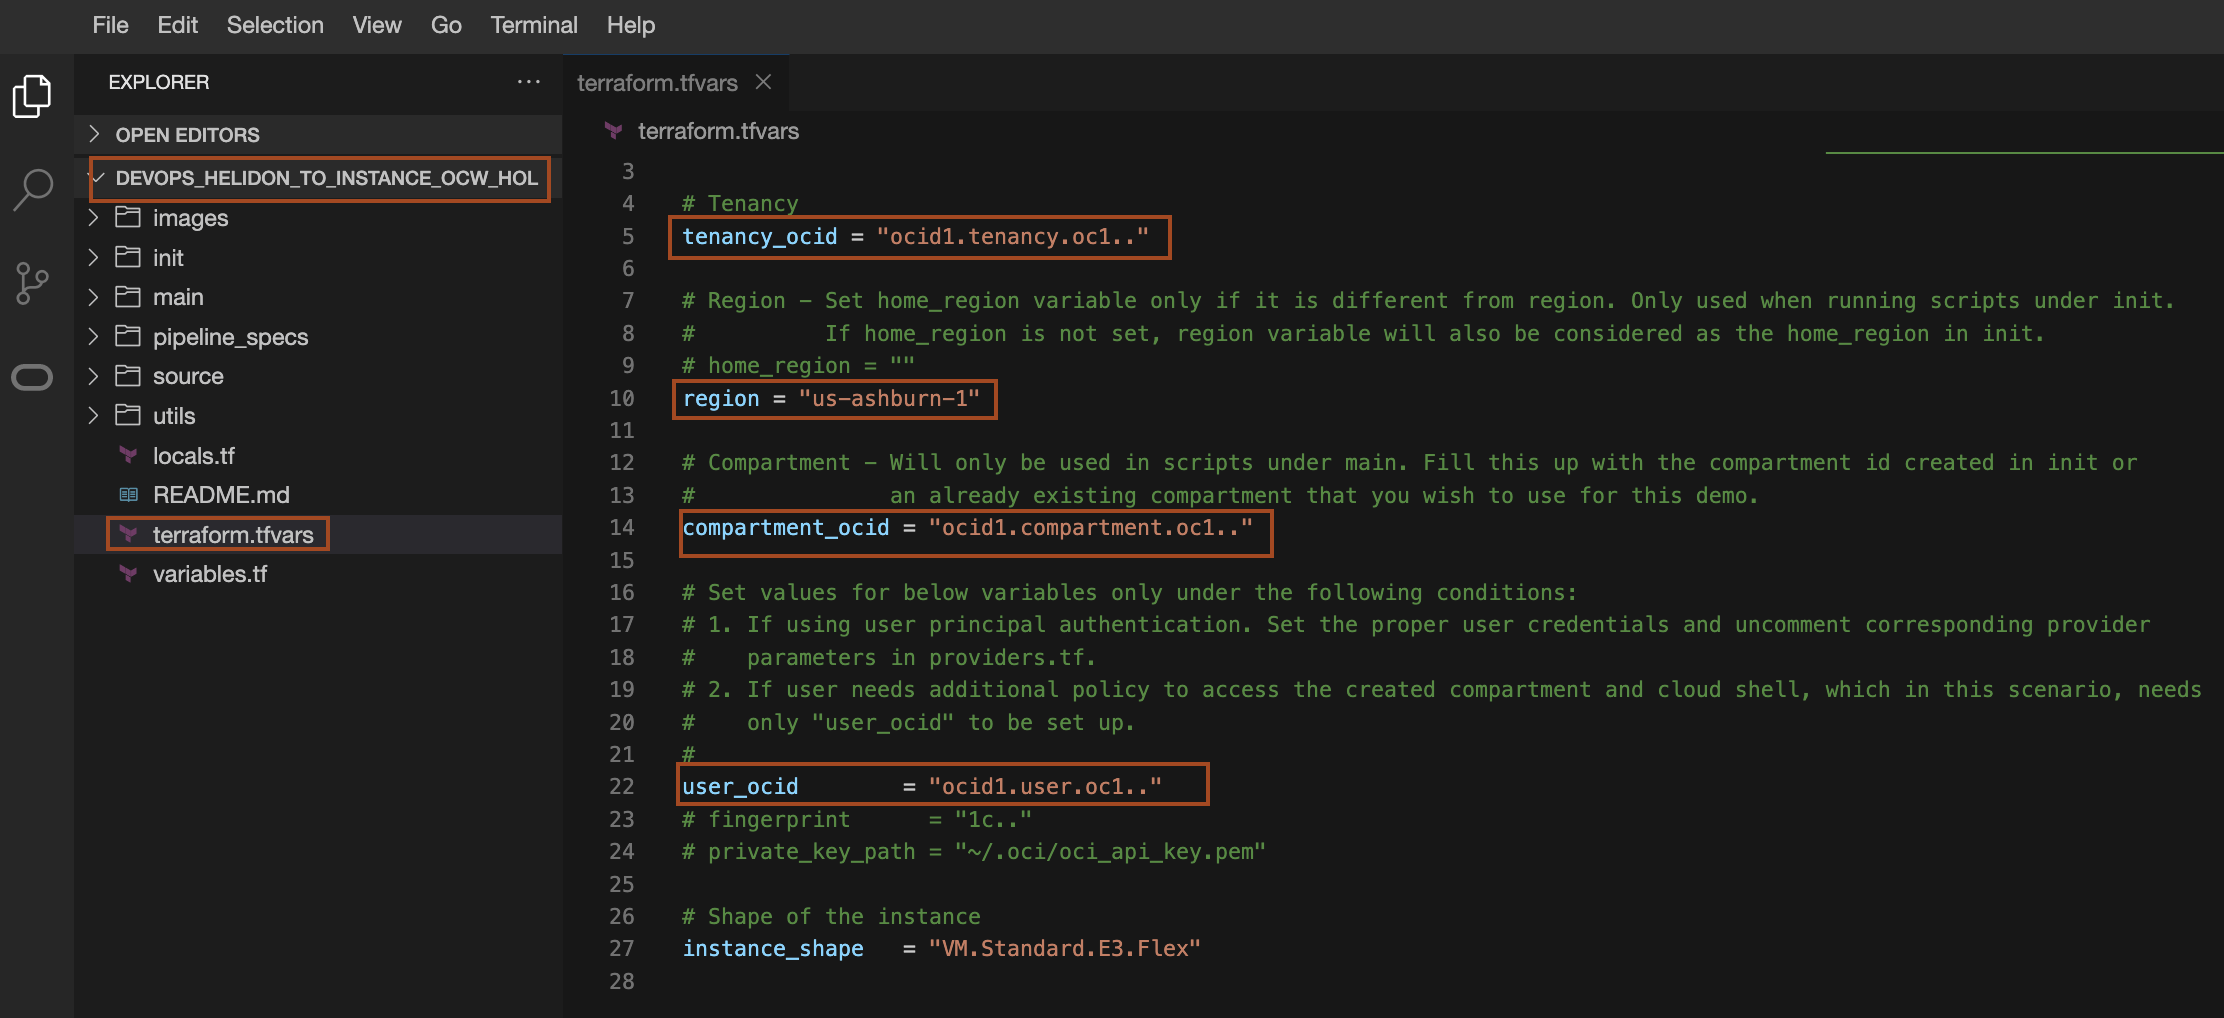 File Edit Selection View Go Terminal Help
EXPLORER ...
OPEN EDITORS
DEVOPS_HELIDON_TO_INSTANCE_OCW_HOL
images
init
main
pipeline_specs
source
utils
locals.tf
README.md
terraform.tfvars
variables.tf
terraform.tfvars
terraform.tfvars
3
4 # Tenancy
5 tenancy_ocid = "ocid1.tenancy.oc1.."
6
7 # Region – Set home_region variable only if it is different from region. Only used when running scripts under init.
8 #          If home_region is not set, region variable will also be considered as the home_region in init.
9 # home_region = ""
10 region = "us-ashburn-1"
11
12 # Compartment – Will only be used in scripts under main. Fill this up with the compartment id created in init or
13 #               an already existing compartment that you wish to use for this demo.
14 compartment_ocid = "ocid1.compartment.oc1.."
15
16 # Set values for below variables only under the following conditions:
17 # 1. If using user principal authentication. Set the proper user credentials and uncomment corresponding provider
18 #    parameters in providers.tf.
19 # 2. If user needs additional policy to access the created compartment and cloud shell, which in this scenario, needs
20 #    only "user_ocid" to be set up.
21 #
22 user_ocid        = "ocid1.user.oc1.."
23 # fingerprint      = "1c.."
24 # private_key_path = "~/.oci/oci_api_key.pem"
25
26 # Shape of the instance
27 instance_shape   = "VM.Standard.E3.Flex"
28